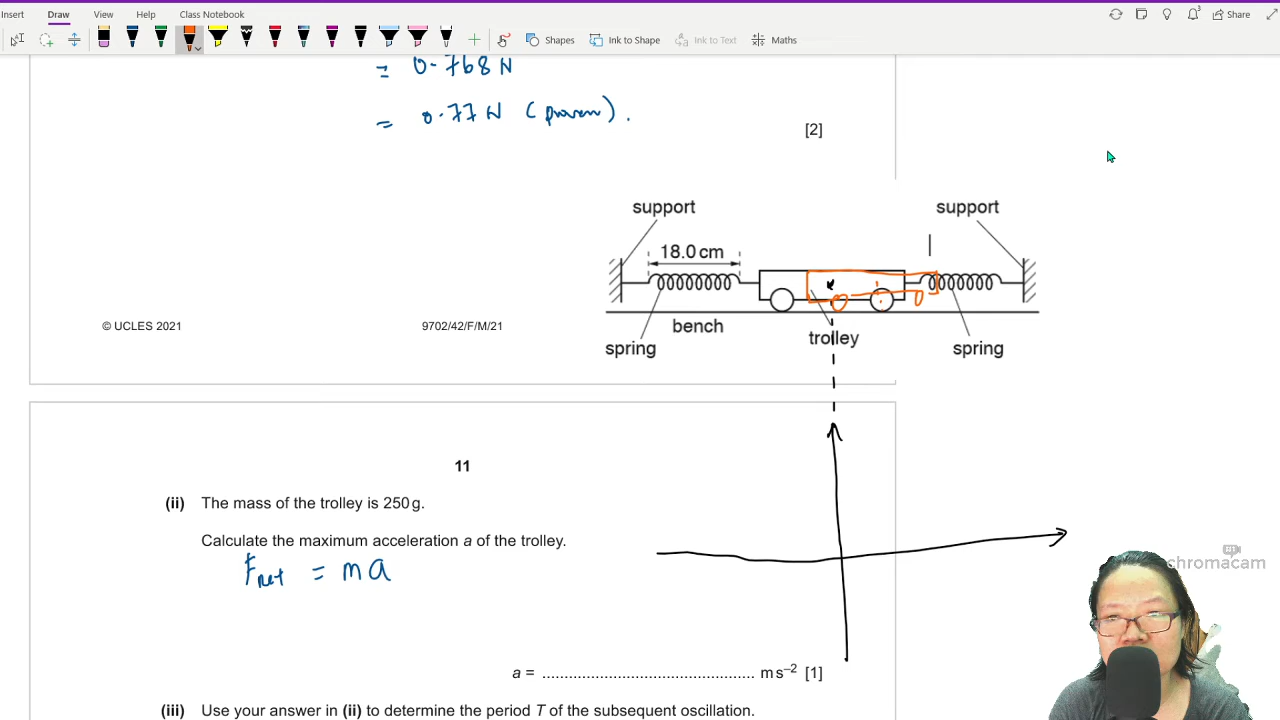 Insert Draw View Help Class Notebook
Share
Shapes Ink to Shape Ink to Text Maths
= 0.768 N
= 0.77 N (proven).
[2]
support support
18.0 cm
© UCLES 2021 9702/42/F/M/21
bench
trolley
spring spring
11
(ii) The mass of the trolley is 250 g.
Calculate the maximum acceleration a of the trolley.
Fnet = ma
chromacam
a = ................................................ m s–2 [1]
(iii) Use your answer in (ii) to determine the period T of the subsequent oscillation.